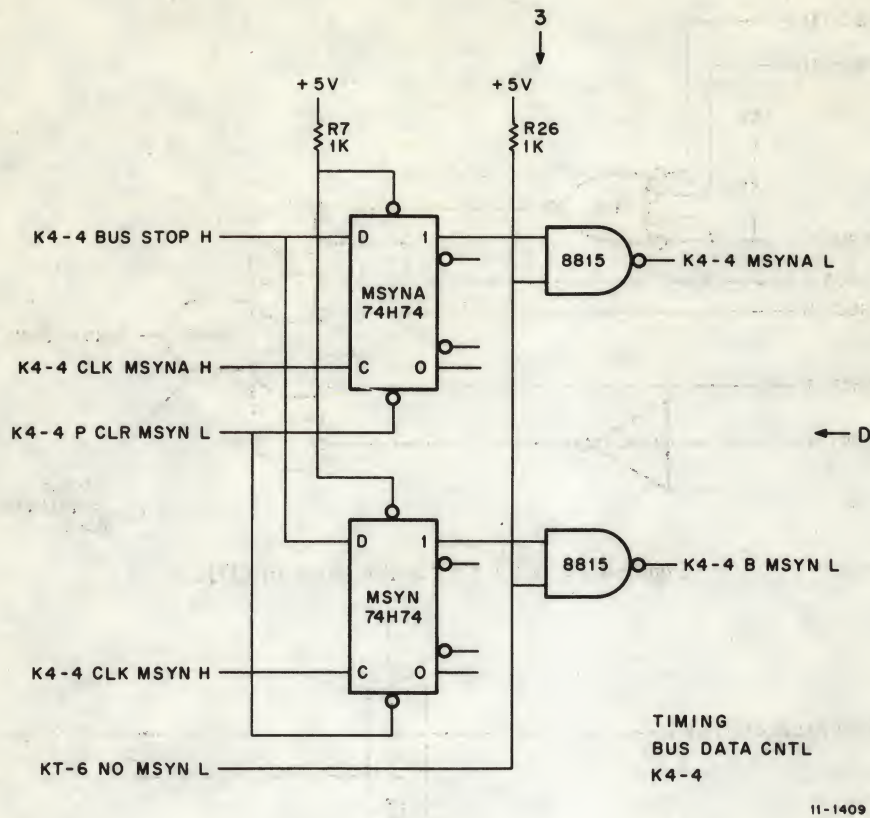 3
+5V
+5V
R7
1K
R26
1K
K4-4 BUS STOP H
D
1
8815
K4-4 MSYNA L
MSYNA
74H74
K4-4 CLK MSYNA H
C
0
K4-4 P CLR MSYN L
D
D
1
8815
K4-4 B MSYN L
MSYN
74H74
K4-4 CLK MSYN H
C
0
KT-6 NO MSYN L
TIMING
BUS DATA CNTL
K4-4
11-1409